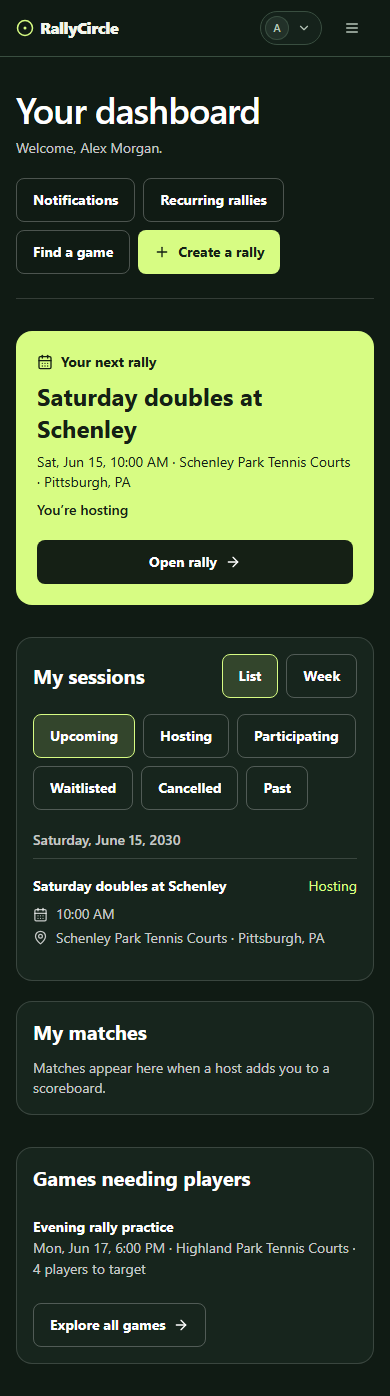 RallyCircle
A
Your dashboard
Welcome, Alex Morgan.
Notifications
Recurring rallies
Find a game
Create a rally
Your next rally
Saturday doubles at
Schenley
Sat, Jun 15, 10:00 AM · Schenley Park Tennis Courts
· Pittsburgh, PA
You’re hosting
Open rally
My sessions
List
Week
Upcoming
Hosting
Participating
Waitlisted
Cancelled
Past
Saturday, June 15, 2030
Saturday doubles at Schenley
Hosting
10:00 AM
Schenley Park Tennis Courts · Pittsburgh, PA
My matches
Matches appear here when a host adds you to a
scoreboard.
Games needing players
Evening rally practice
Mon, Jun 17, 6:00 PM · Highland Park Tennis Courts ·
4 players to target
Explore all games